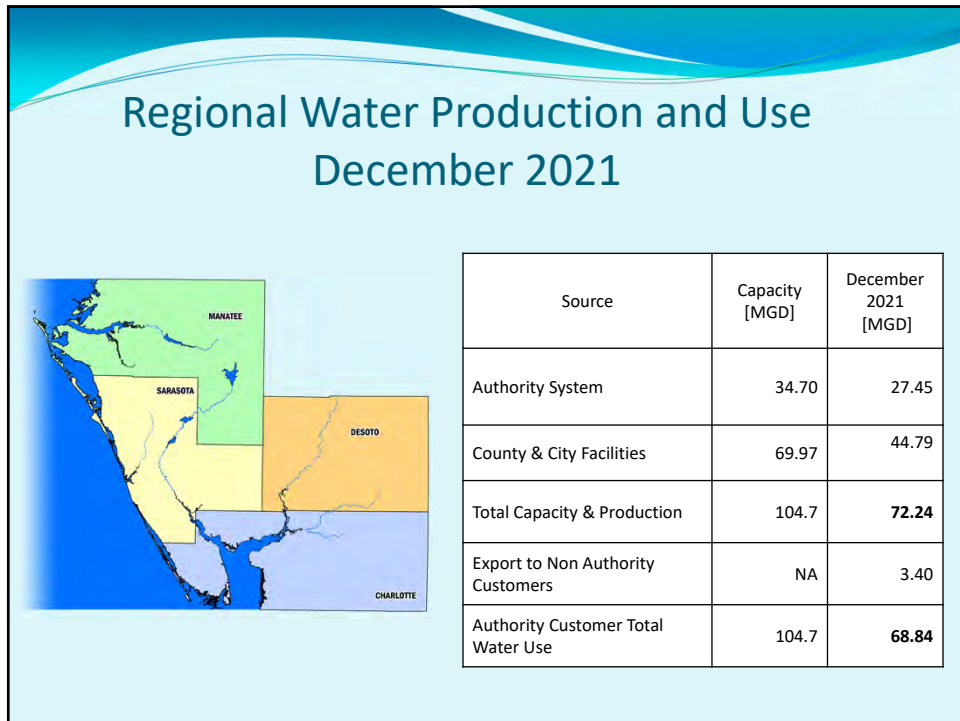 Regional Water Production and Use
December 2021
MANATEE
SARASOTA
DESOTO
CHARLOTTE
Source
Capacity
[MGD]
December
2021
[MGD]
Authority System
34.70
27.45
County & City Facilities
69.97
44.79
Total Capacity & Production
104.7
72.24
Export to Non Authority
Customers
NA
3.40
Authority Customer Total
Water Use
104.7
68.84